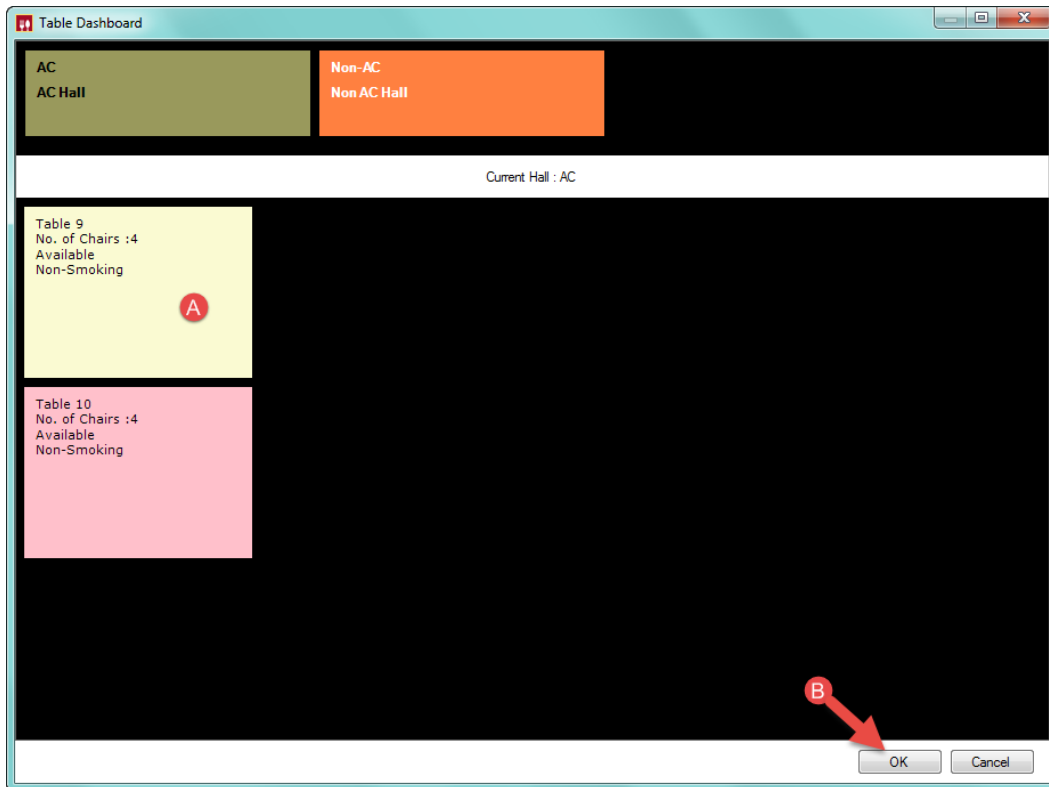 Table Dashboard
AC
AC Hall
Non-AC
Non AC Hall
Current Hall : AC
Table 9
No. of Chairs :4
Available
Non-Smoking
A
Table 10
No. of Chairs :4
Available
Non-Smoking
B
OK
Cancel